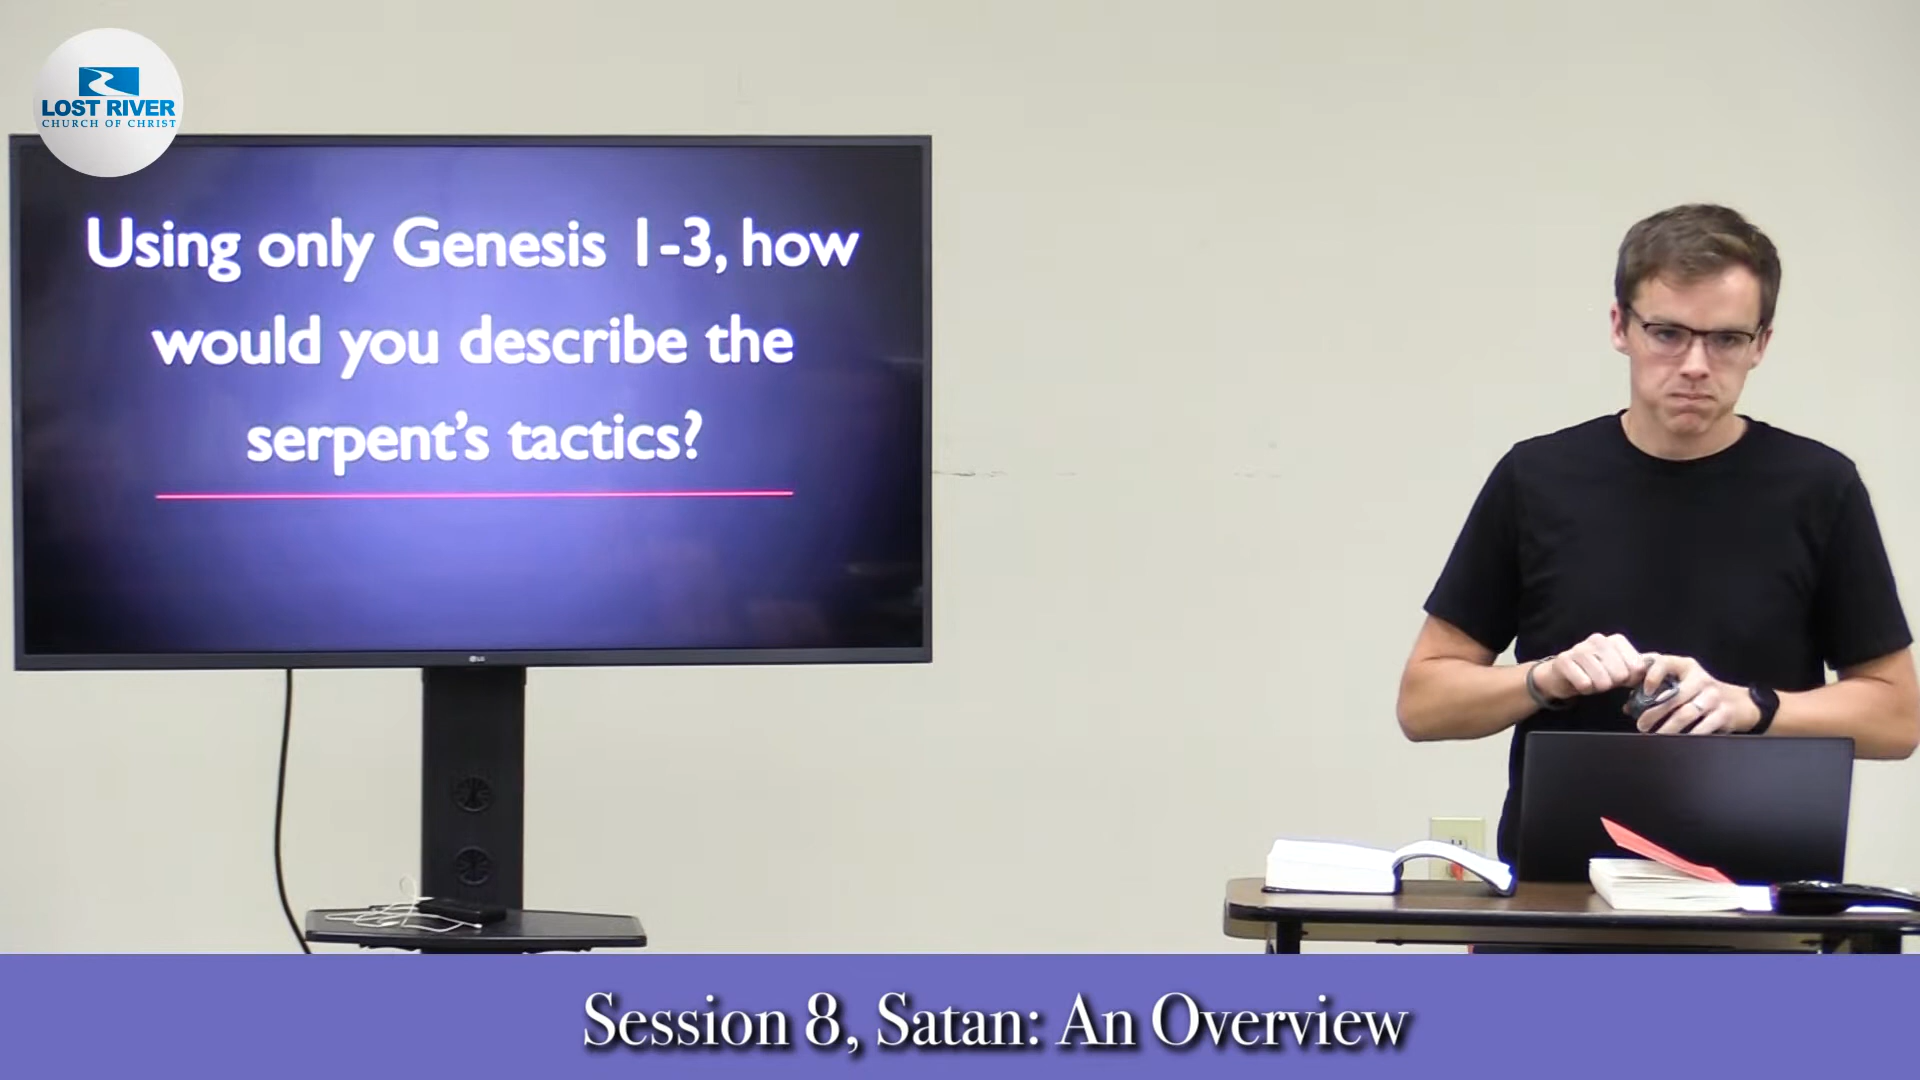 LOST RIVER
CHURCH OF CHRIST
Using only Genesis 1-3, how
would you describe the
serpent's tactics?
LG
Session 8, Satan: An Overview